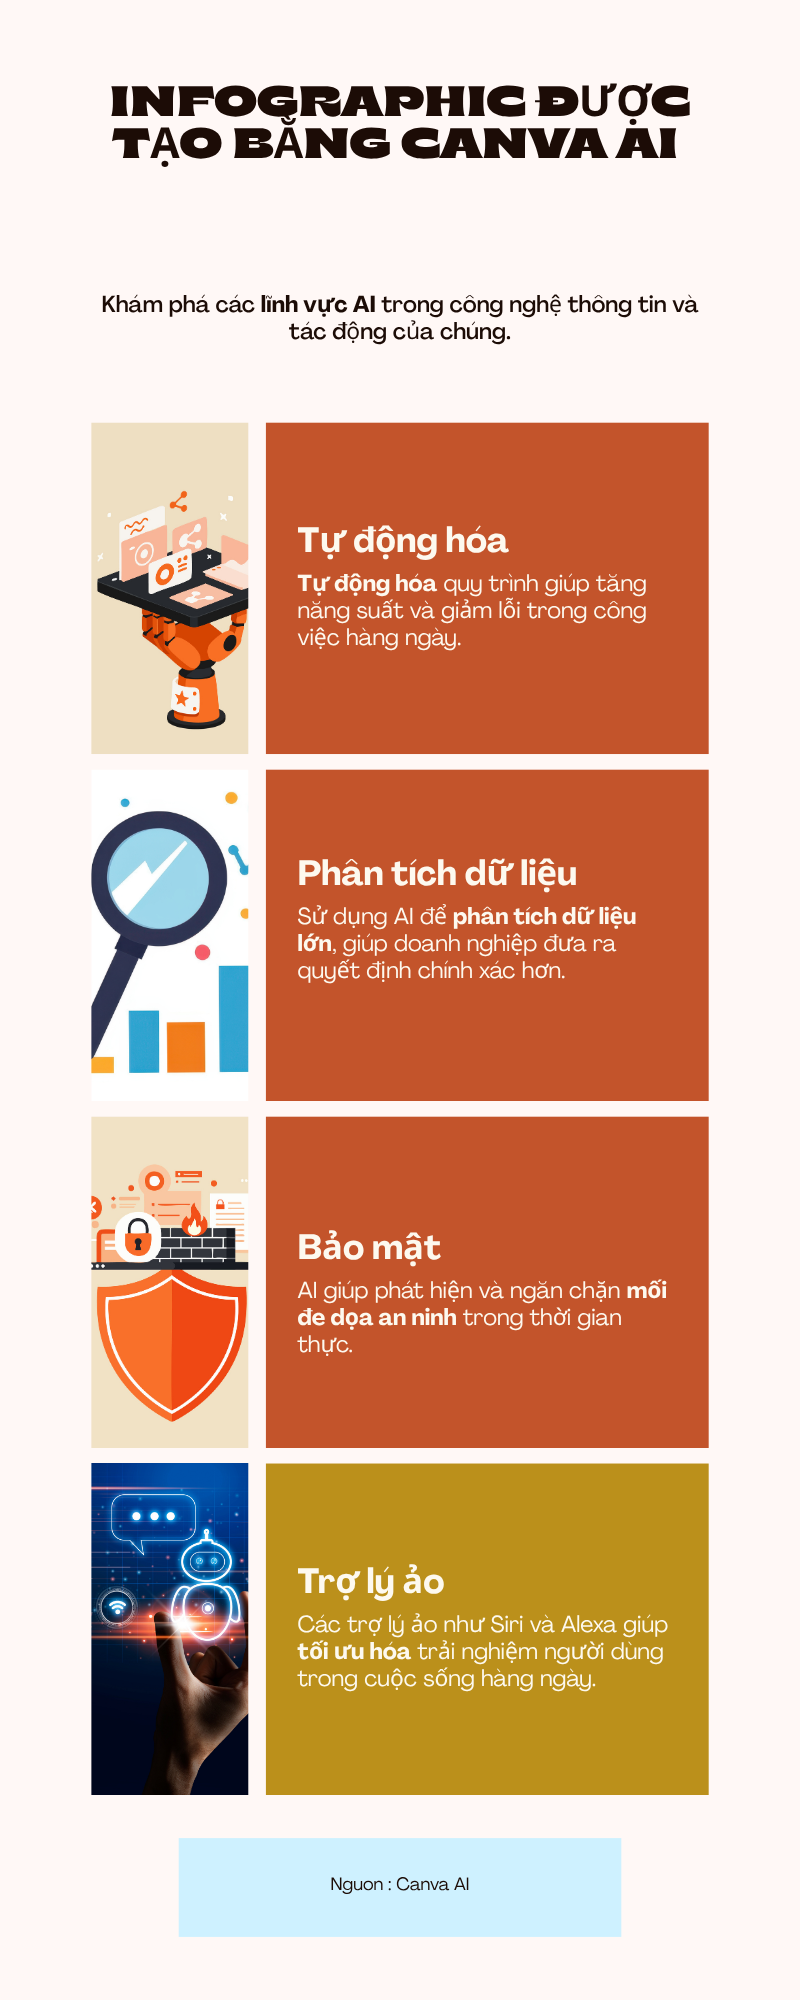 INFOGRAPHIC ĐƯỢC
TẠO BẰNG CANVA AI
Khám phá các lĩnh vực AI trong công nghệ thông tin và
tác động của chúng.
Tự động hóa
Tự động hóa quy trình giúp tăng
năng suất và giảm lỗi trong công
việc hàng ngày.
Phân tích dữ liệu
Sử dụng AI để phân tích dữ liệu
lớn, giúp doanh nghiệp đưa ra
quyết định chính xác hơn.
Bảo mật
AI giúp phát hiện và ngăn chặn mối
đe dọa an ninh trong thời gian
thực.
Trợ lý ảo
Các trợ lý ảo như Siri và Alexa giúp
tối ưu hóa trải nghiệm người dùng
trong cuộc sống hàng ngày.
Nguon : Canva AI